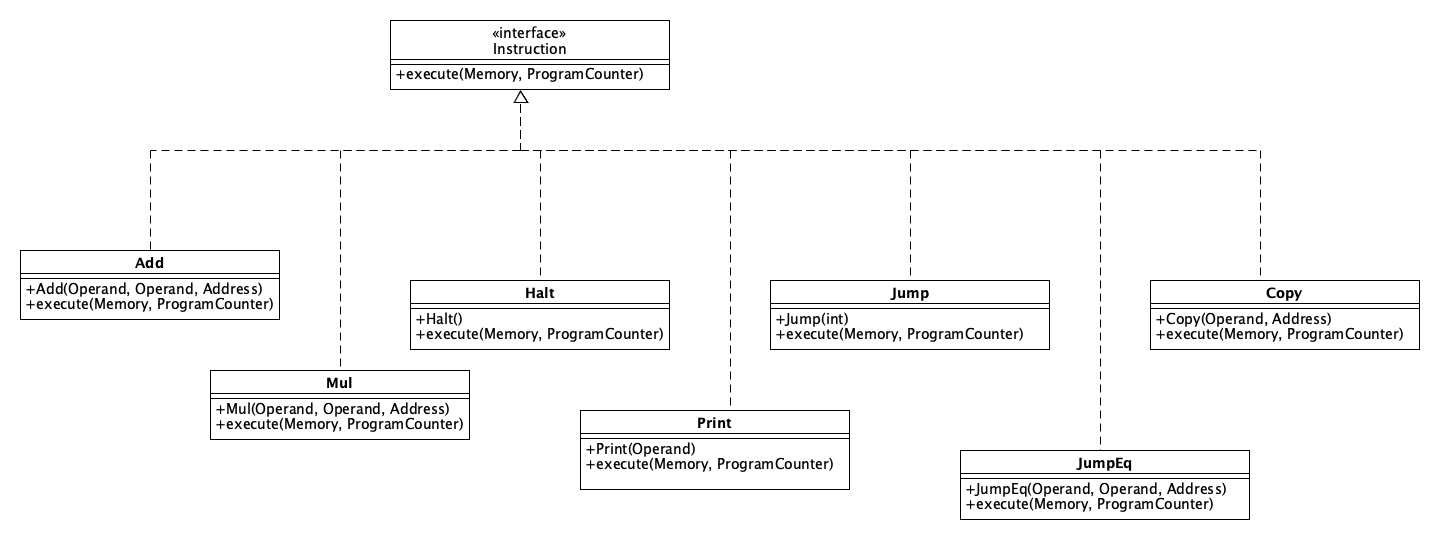 «interface»
Instruction
+execute(Memory, ProgramCounter)
Add
+Add(Operand, Operand, Address)
+execute(Memory, ProgramCounter)
Mul
+Mul(Operand, Operand, Address)
+execute(Memory, ProgramCounter)
Halt
+Halt()
+execute(Memory, ProgramCounter)
Print
+Print(Operand)
+execute(Memory, ProgramCounter)
Jump
+Jump(int)
+execute(Memory, ProgramCounter)
JumpEq
+JumpEq(Operand, Operand, Address)
+execute(Memory, ProgramCounter)
Copy
+Copy(Operand, Address)
+execute(Memory, ProgramCounter)